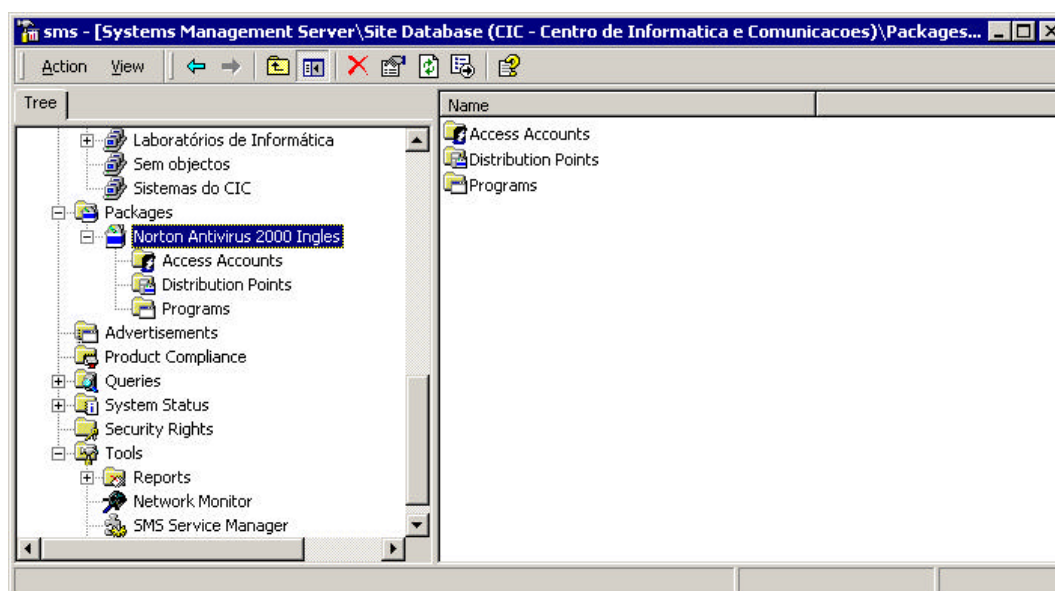 sms - [Systems Management Server\Site Database (CIC - Centro de Informatica e Comunicacoes)\Packages...
Action View
Tree
Laboratórios de Informática
Sem objectos
Sistemas do CIC
Packages
Norton Antivirus 2000 Ingles
Access Accounts
Distribution Points
Programs
Advertisements
Product Compliance
Queries
System Status
Security Rights
Tools
Reports
Network Monitor
SMS Service Manager
Name
Access Accounts
Distribution Points
Programs